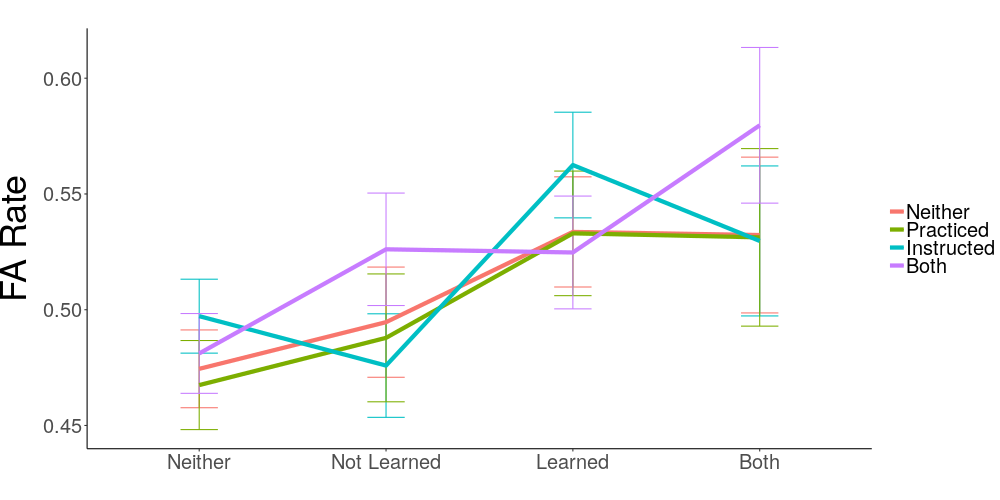 FA Rate
0.60
0.55
0.50
0.45
Neither
Not Learned
Learned
Both
Neither
Practiced
Instructed
Both